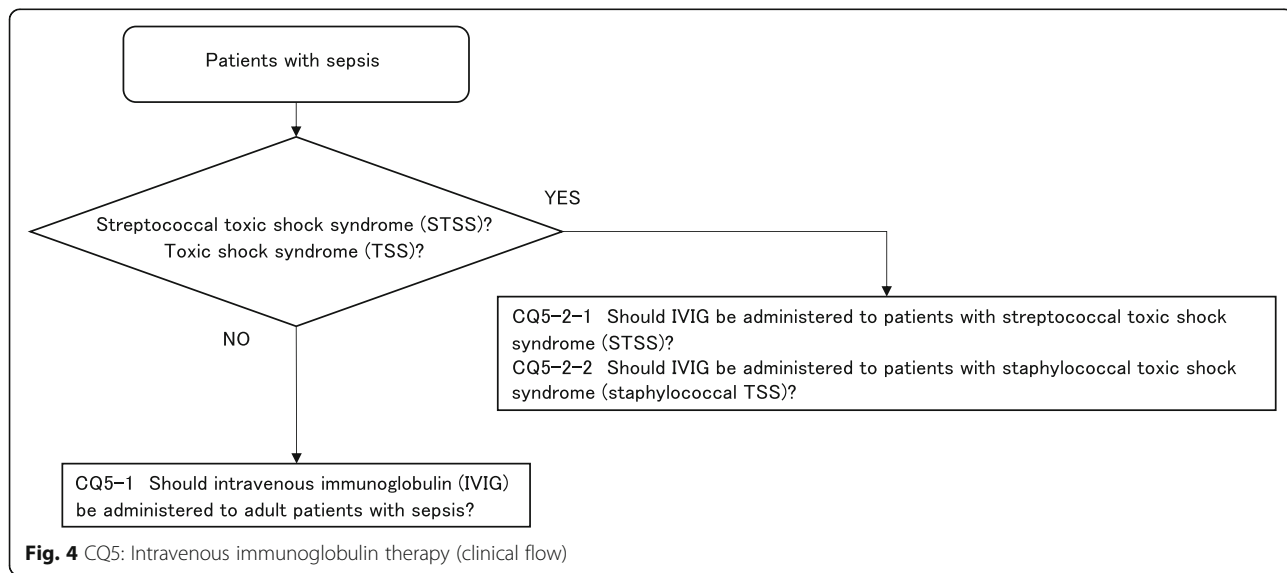 Patients with sepsis
YES
Streptococcal toxic shock syndrome (STSS)?
Toxic shock syndrome (TSS)?
CQ5-2-1 Should IVIG be administered to patients with streptococcal toxic shock
syndrome (STSS)?
CQ5-2-2 Should IVIG be administered to patients with staphylococcal toxic shock
syndrome (staphylococcal TSS)?
NO
CQ5-1 Should intravenous immunoglobulin (IVIG)
be administered to adult patients with sepsis?
Fig. 4 CQ5: Intravenous immunoglobulin therapy (clinical flow)